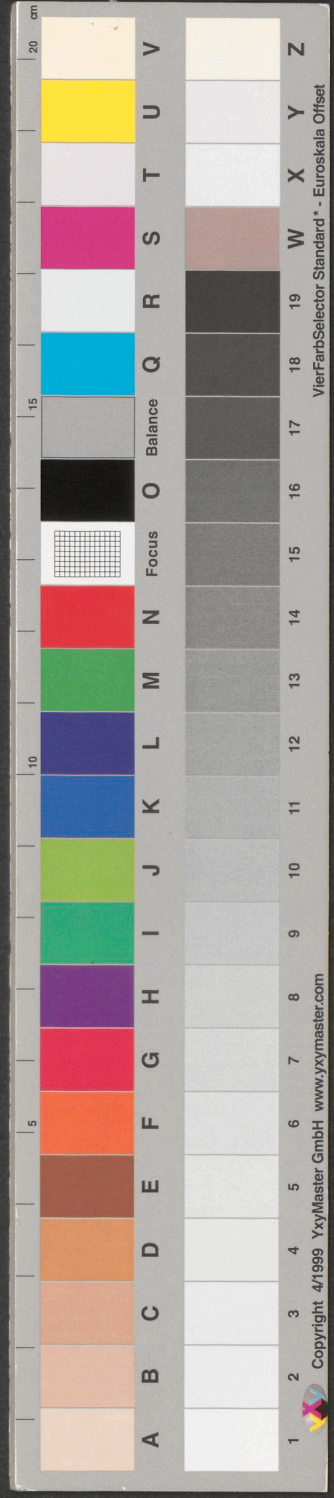 cm 5 10 15 20
A B C D E F G H I J K L M N Focus O Balance Q R S T U V
1 2 3 4 5 6 7 8 9 10 11 12 13 14 15 16 17 18 19 W X Y Z
YXY Copyright 4/1999 YxyMaster GmbH www.yxymaster.com VierFarbSelector Standard* - Euroskala Offset